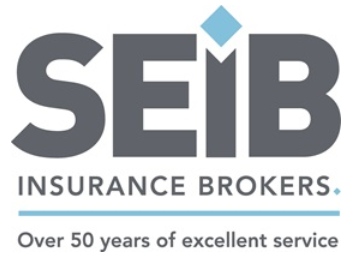 SEiB
INSURANCE BROKERS.
Over 50 years of excellent service